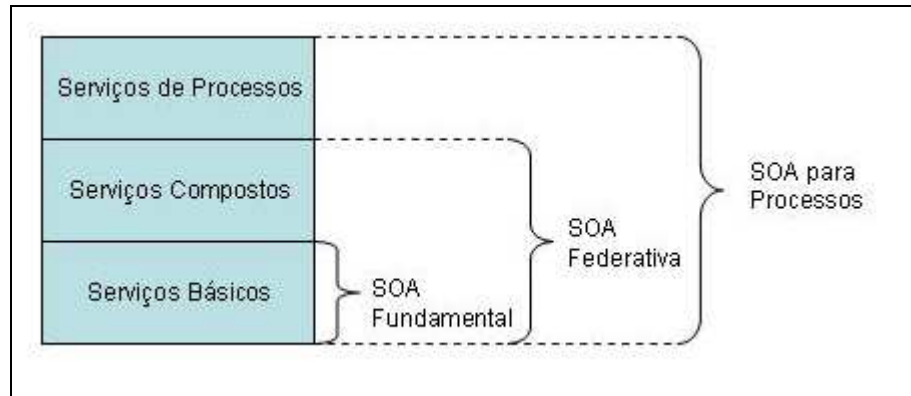 Serviços de Processos
Serviços Compostos
Serviços Básicos
SOA
Fundamental
SOA
Federativa
SOA para
Processos